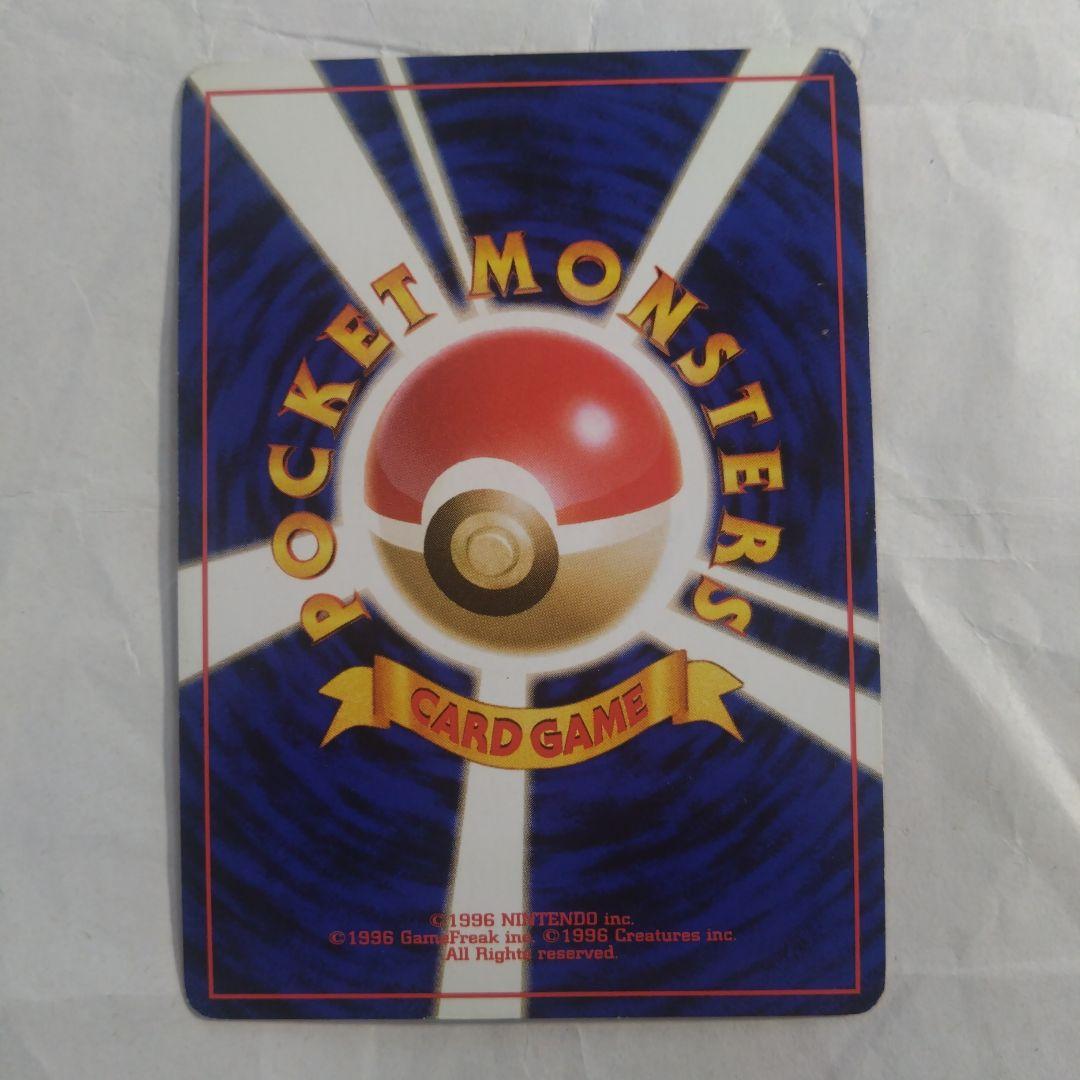 POCKET MONSTERS
CARD GAME
©1996 NINTENDO inc.
©1996 GameFreak inc. ©1996 Creatures inc.
All Rights reserved.